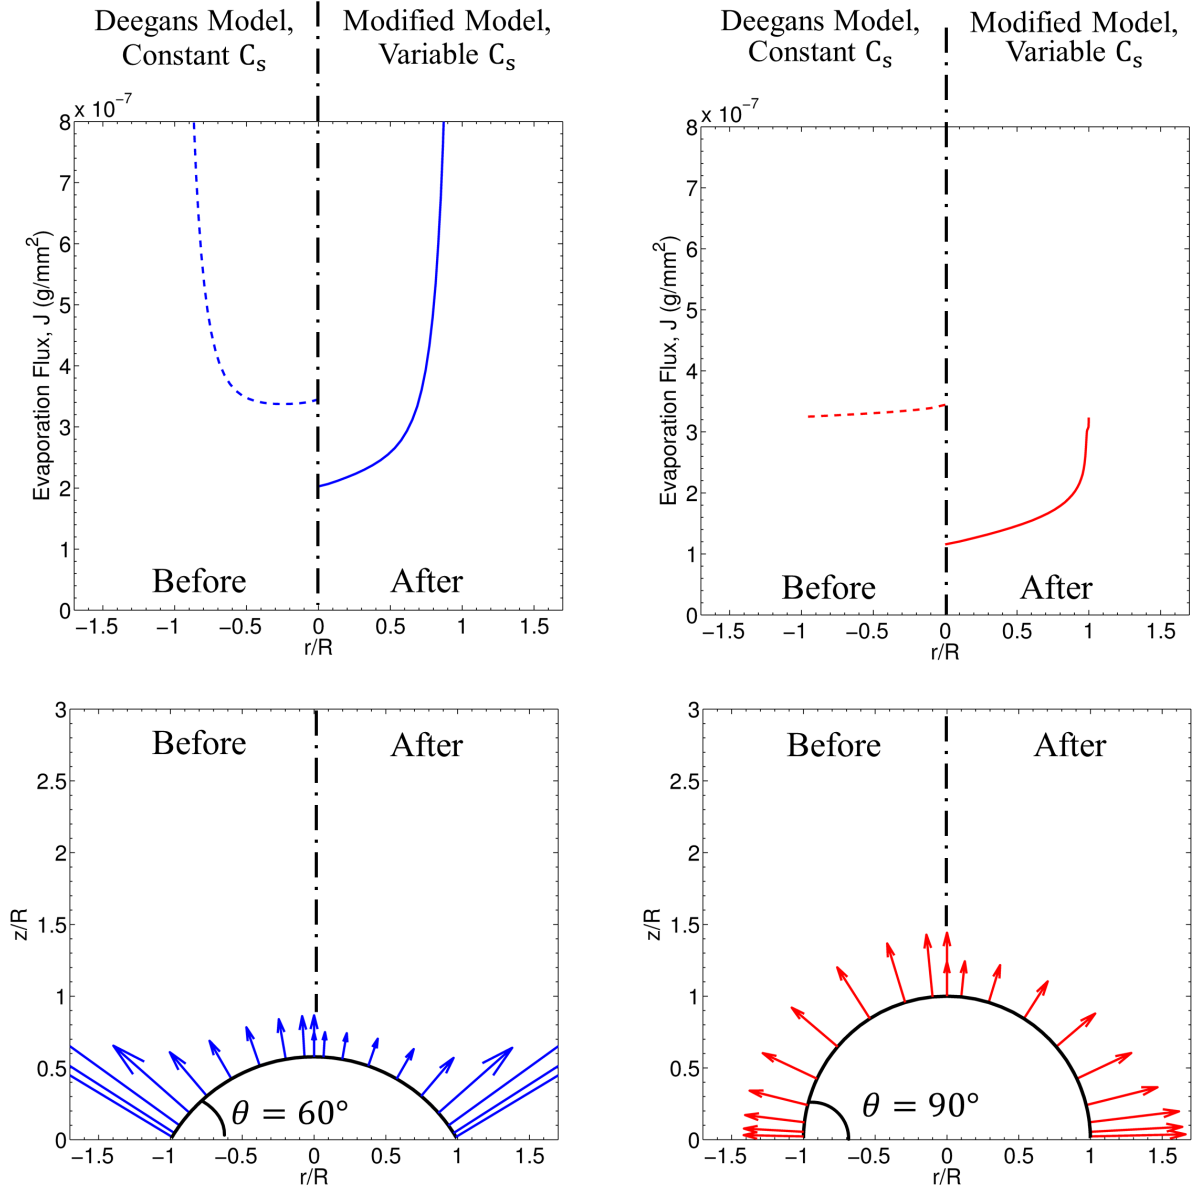 Deegans Model,
Constant Cs
Modified Model,
Variable Cs
x 10⁻⁷
8
7
6
5
4
3
2
1
0
Evaporation Flux, J (g/mm²)
Before
After
−1.5 −1 −0.5 0 0.5 1 1.5
r/R
Deegans Model,
Constant Cs
Modified Model,
Variable Cs
x 10⁻⁷
8
7
6
5
4
3
2
1
0
Evaporation Flux, J (g/mm²)
Before
After
−1.5 −1 −0.5 0 0.5 1 1.5
r/R
3
2.5
2
1.5
1
0.5
0
z/R
Before
After
θ = 60°
−1.5 −1 −0.5 0 0.5 1 1.5
r/R
3
2.5
2
1.5
1
0.5
0
z/R
Before
After
θ = 90°
−1.5 −1 −0.5 0 0.5 1 1.5
r/R